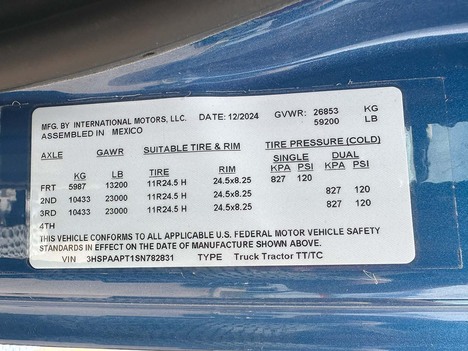 MFG. BY INTERNATIONAL MOTORS, LLC. DATE: 12/2024 GVWR: 26853 KG
ASSEMBLED IN MEXICO 59200 LB
AXLE GAWR SUITABLE TIRE & RIM TIRE PRESSURE (COLD)
SINGLE DUAL
KG LB TIRE RIM KPA PSI KPA PSI
FRT 5987 13200 11R24.5 H 24.5x8.25 827 120
2ND 10433 23000 11R24.5 H 24.5x8.25 827 120
3RD 10433 23000 11R24.5 H 24.5x8.25 827 120
4TH
THIS VEHICLE CONFORMS TO ALL APPLICABLE U.S. FEDERAL MOTOR VEHICLE SAFETY
STANDARDS IN EFFECT ON THE DATE OF MANUFACTURE SHOWN ABOVE.
VIN 3HSPAAPT1SN782831 TYPE Truck Tractor TT/TC